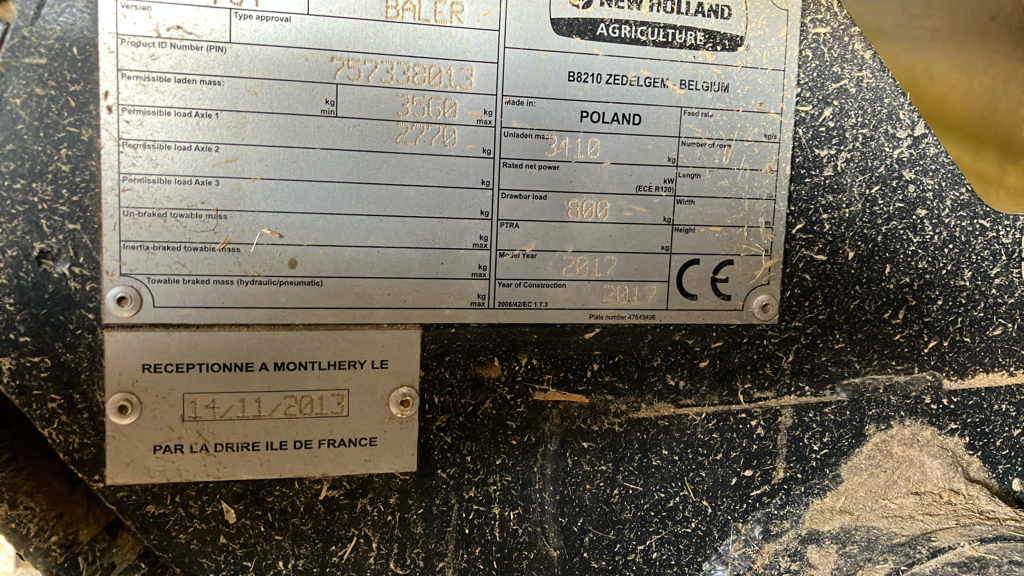 Version
Type approval
BALER
Product ID Number (PIN)
757338013
Permissible laden mass:
kg
min
3560
kg
max
Permissible load Axle 1
2770
kg
Permissible load Axle 2
kg
Permissible load Axle 3
kg
Un-braked towable mass
kg
max
Inertia-braked towable mass
kg
max
Towable braked mass (hydraulic/pneumatic)
kg
max
NEW HOLLAND
AGRICULTURE
B8210 ZEDELGEM - BELGIUM
Made in:
POLAND
Feed rate
kg/s
Unladen mass
3410
kg
Number of rows
Rated net power
kW
(ECE R120)
Length
Drawbar load
800
kg
Width
m
PTRA
Height
Model Year
2017
Year of Construction
2017
2006/42/EC 1.7.3
CE
Plate number 47649496
RECEPTIONNE A MONTLHERY LE
14/11/2013
PAR LA DRIRE ILE DE FRANCE